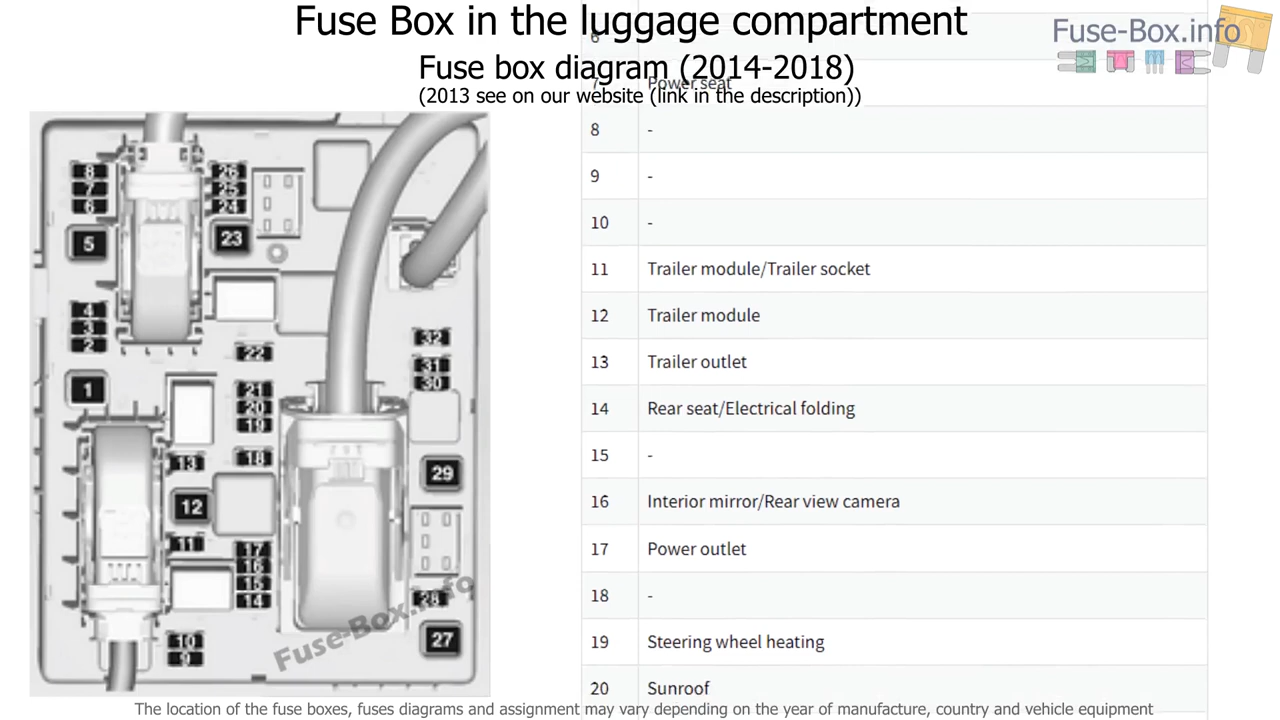 Fuse Box in the luggage compartment
Fuse box diagram (2014-2018)
(2013 see on our website (link in the description))
Fuse-Box.info
6
7 Power seat
8 -
9 -
10 -
11 Trailer module/Trailer socket
12 Trailer module
13 Trailer outlet
14 Rear seat/Electrical folding
15 -
16 Interior mirror/Rear view camera
17 Power outlet
18 -
19 Steering wheel heating
20 Sunroof
8
7
6
5
4
3
2
1
26
25
24
23
22
21
20
19
18
13
12
11
17
16
15
14
10
9
32
31
30
29
28
27
Fuse-Box.info
The location of the fuse boxes, fuses diagrams and assignment may vary depending on the year of manufacture, country and vehicle equipment